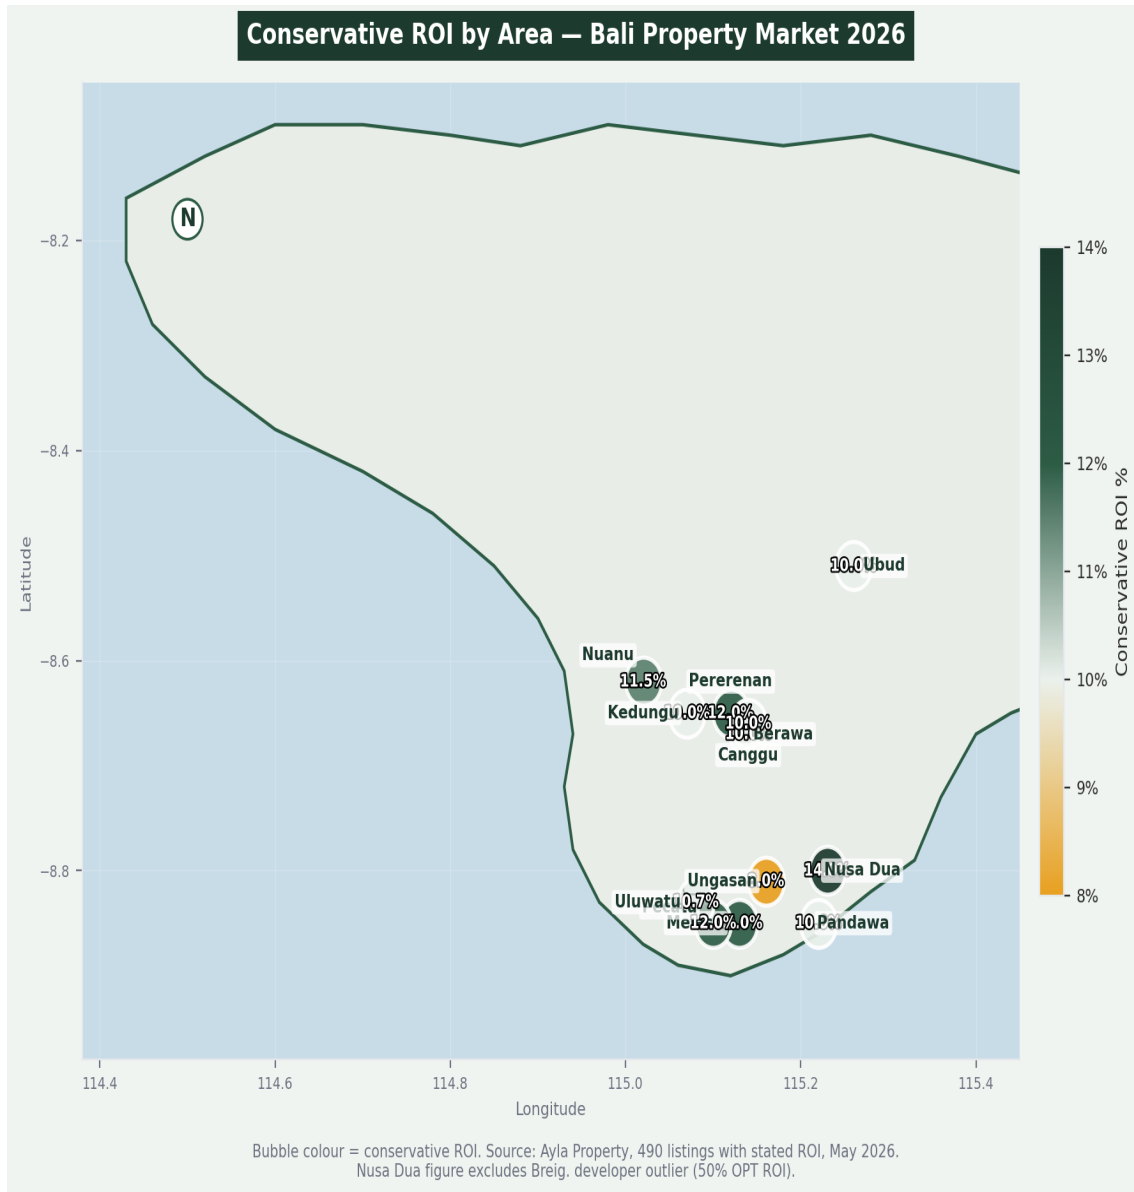 Conservative ROI by Area — Bali Property Market 2026
N
−8.2
−8.4
−8.6
−8.8
Latitude
114.4
114.6
114.8
115.0
115.2
115.4
Longitude
Ubud
Nuanu
11.5%
Pererenan
Kedungu
12.0%
10.0%
Berawa
Canggu
Nusa Dua
Ungasan
Uluwatu
12.0%
Pandawa
14%
13%
12%
11%
10%
9%
8%
Conservative ROI %
Bubble colour = conservative ROI. Source: Ayla Property, 490 listings with stated ROI, May 2026.
Nusa Dua figure excludes Breig. developer outlier (50% OPT ROI).